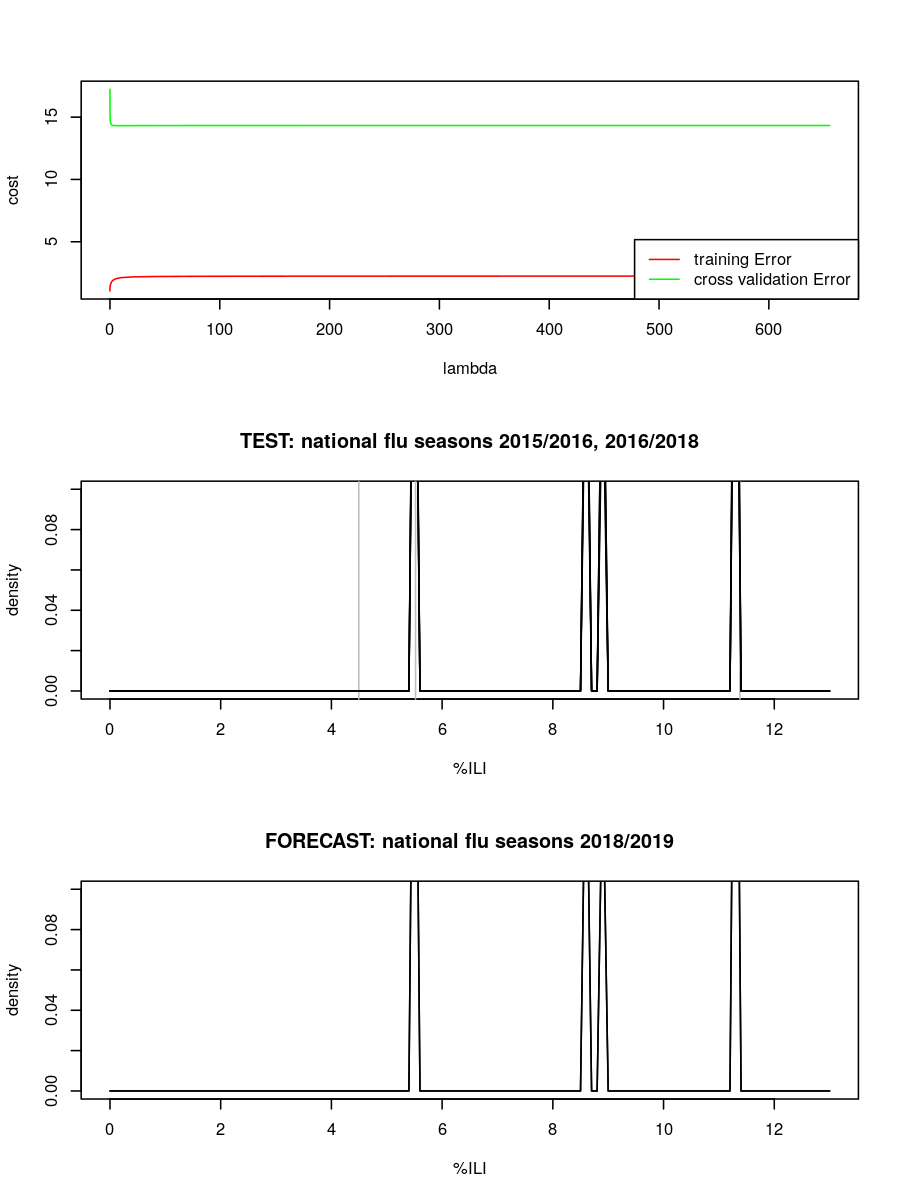 15
10
5
cost
training Error
cross validation Error
0 100 200 300 400 500 600
lambda
TEST: national flu seasons 2015/2016, 2016/2018
0.08
0.04
0.00
density
0 2 4 6 8 10 12
%ILI
FORECAST: national flu seasons 2018/2019
0.08
0.04
0.00
density
0 2 4 6 8 10 12
%ILI